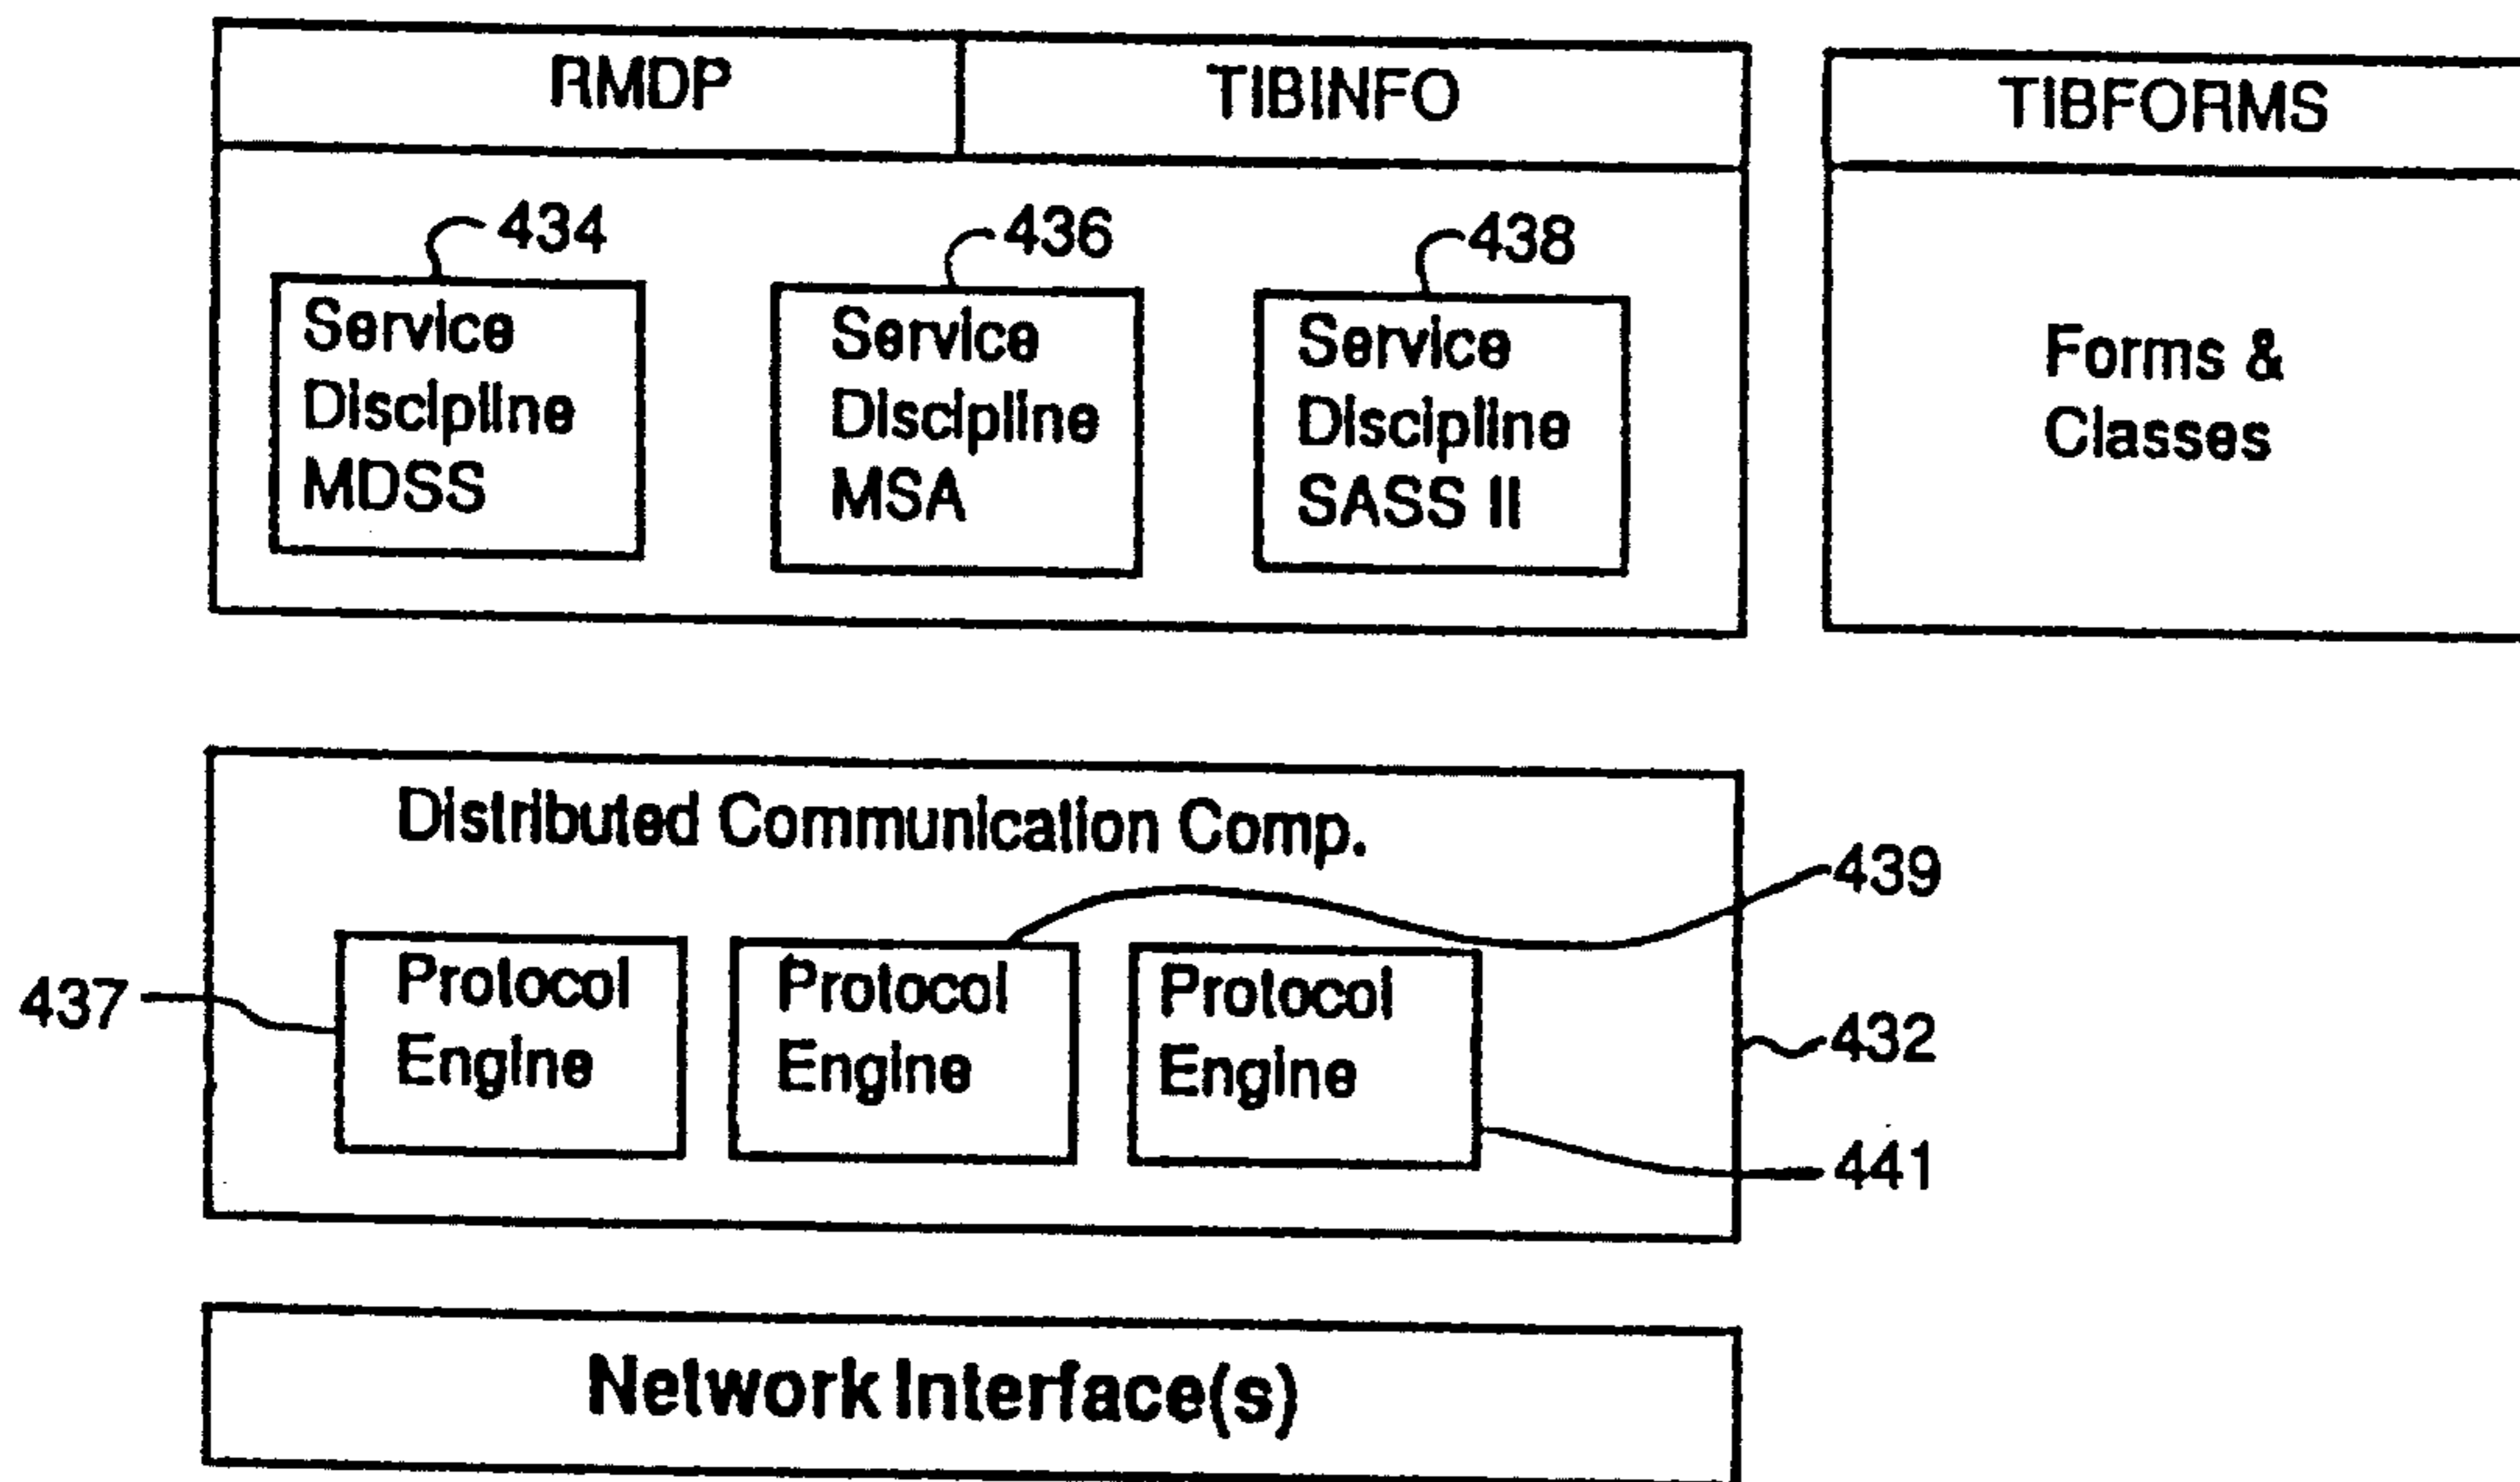 RMDP
TIBINFO
TIBFORMS
434
436
438
Service
Discipline
MDSS
Service
Discipline
MSA
Service
Discipline
SASS II
Forms &
Classes
Distributed Communication Comp.
439
437
Protocol
Engine
Protocol
Engine
Protocol
Engine
432
441
Network Interface(s)